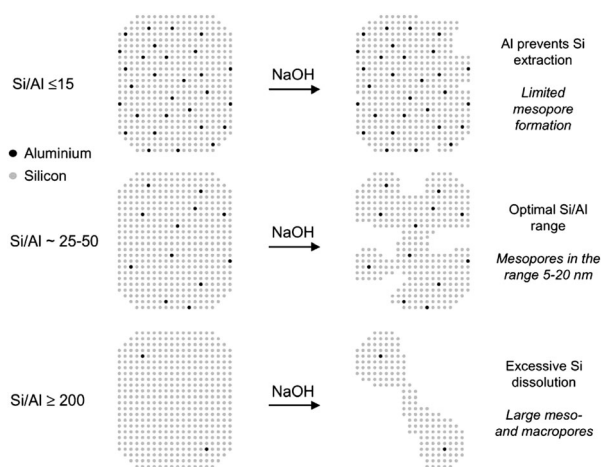 Si/Al ≤15
NaOH
Al prevents Si
extraction
Limited
mesopore
formation
Aluminium
Silicon
Si/Al ~ 25-50
NaOH
Optimal Si/Al
range
Mesopores in the
range 5-20 nm
Si/Al ≥ 200
NaOH
Excessive Si
dissolution
Large meso-
and macropores